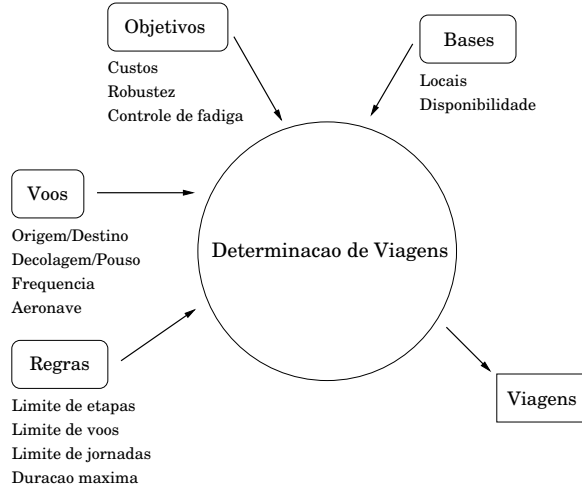 Objetivos
Custos
Robustez
Controle de fadiga
Bases
Locais
Disponibilidade
Voos
Origem/Destino
Decolagem/Pouso
Frequencia
Aeronave
Determinacao de Viagens
Regras
Limite de etapas
Limite de voos
Limite de jornadas
Duracao maxima
Viagens